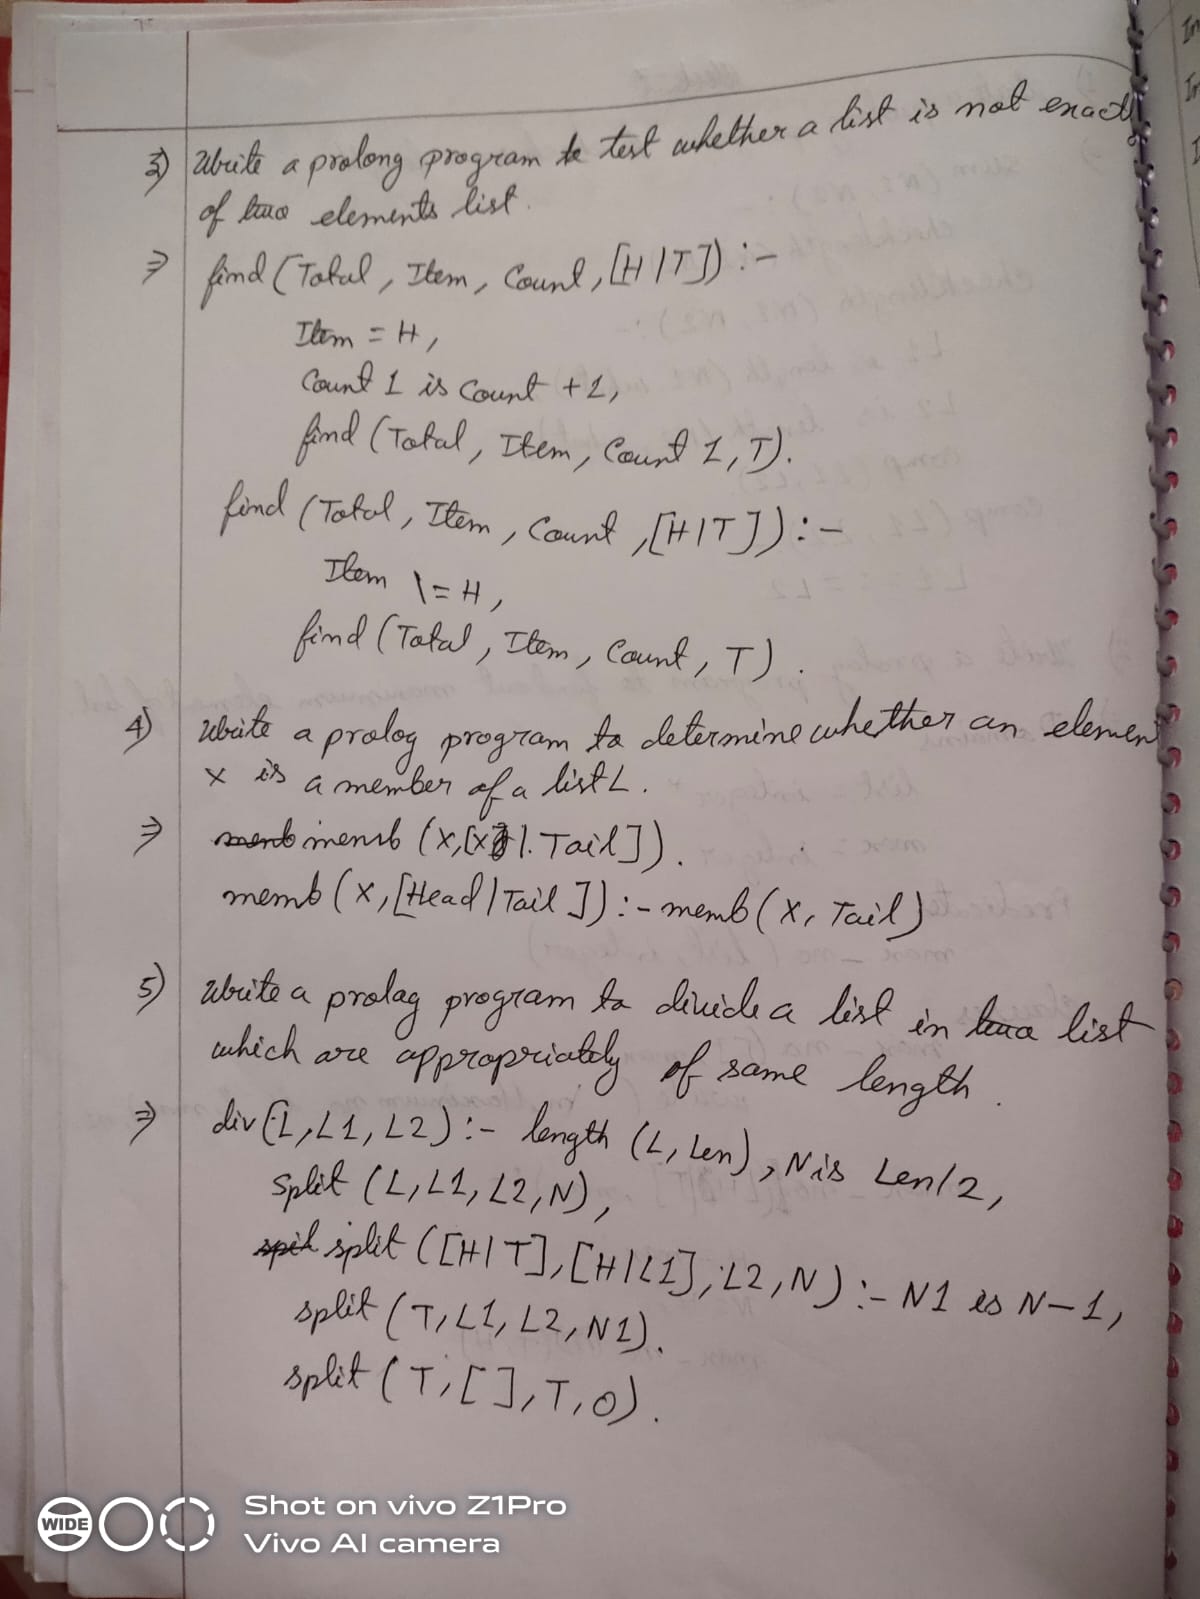 3) Write a prolong program to test whether a list is not exactly
of two elements list.
⇒ find (Total, Item, Count, [H|T]) :-
Item = H,
Count 1 is Count +1,
find (Total, Item, Count 1, T).
find (Total, Item, Count, [H|T]) :-
Item \= H,
find (Total, Item, Count, T).
4) Write a prolog program to determine whether an elemen
x is a member of a list L.
⇒ memb (X, [X|. Tail]).
memb (X, [Head|Tail]) :- memb (X, Tail)
5) Write a prolog program to divide a list in two list
which are appropriately of same length.
⇒ div (L, L1, L2) :- length (L, Len), N is Len/2,
Split (L, L1, L2, N),
split ([H|T], [H|L1], L2, N) :- N1 is N-1,
split (T, L1, L2, N1).
split (T, [], T, 0).
WIDE
Shot on vivo Z1Pro
Vivo AI camera